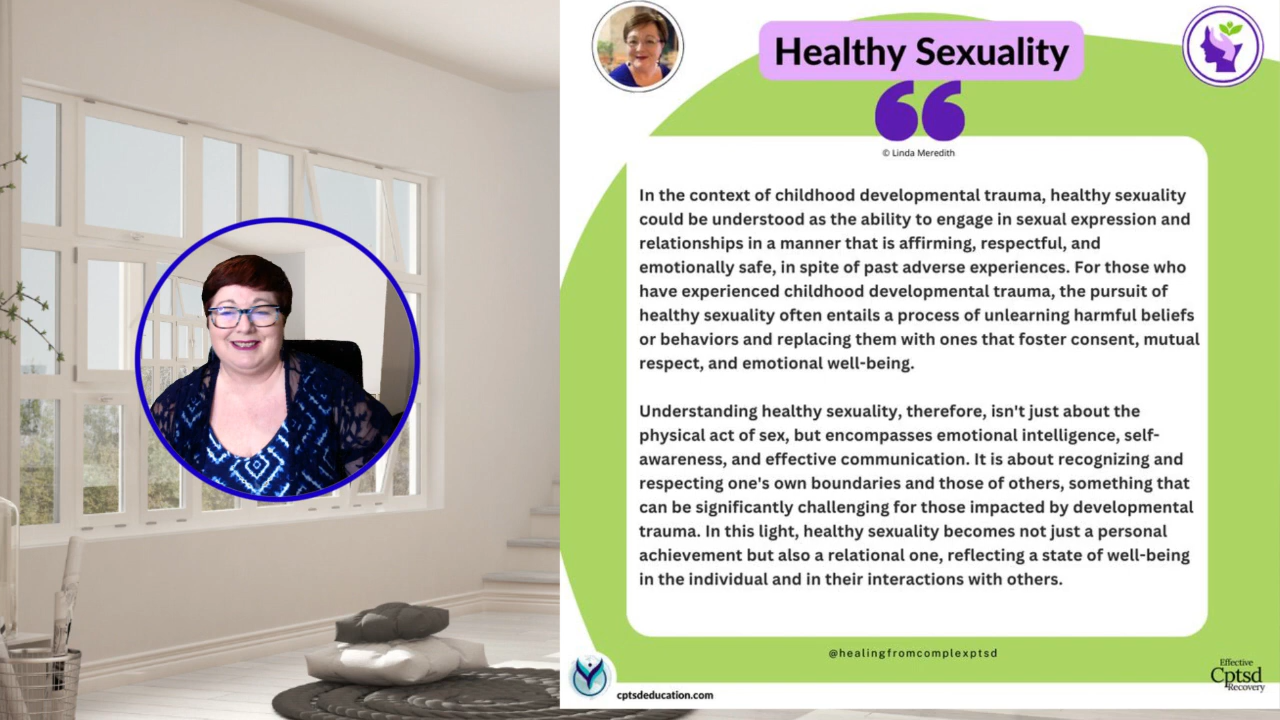 Healthy Sexuality
© Linda Meredith
In the context of childhood developmental trauma, healthy sexuality
could be understood as the ability to engage in sexual expression and
relationships in a manner that is affirming, respectful, and
emotionally safe, in spite of past adverse experiences. For those who
have experienced childhood developmental trauma, the pursuit of
healthy sexuality often entails a process of unlearning harmful beliefs
or behaviors and replacing them with ones that foster consent, mutual
respect, and emotional well-being.
Understanding healthy sexuality, therefore, isn't just about the
physical act of sex, but encompasses emotional intelligence, self-
awareness, and effective communication. It is about recognizing and
respecting one's own boundaries and those of others, something that
can be significantly challenging for those impacted by developmental
trauma. In this light, healthy sexuality becomes not just a personal
achievement but also a relational one, reflecting a state of well-being
in the individual and in their interactions with others.
@healingfromcomplexptsd
cptsdeducation.com
Effective
Cptsd
Recovery